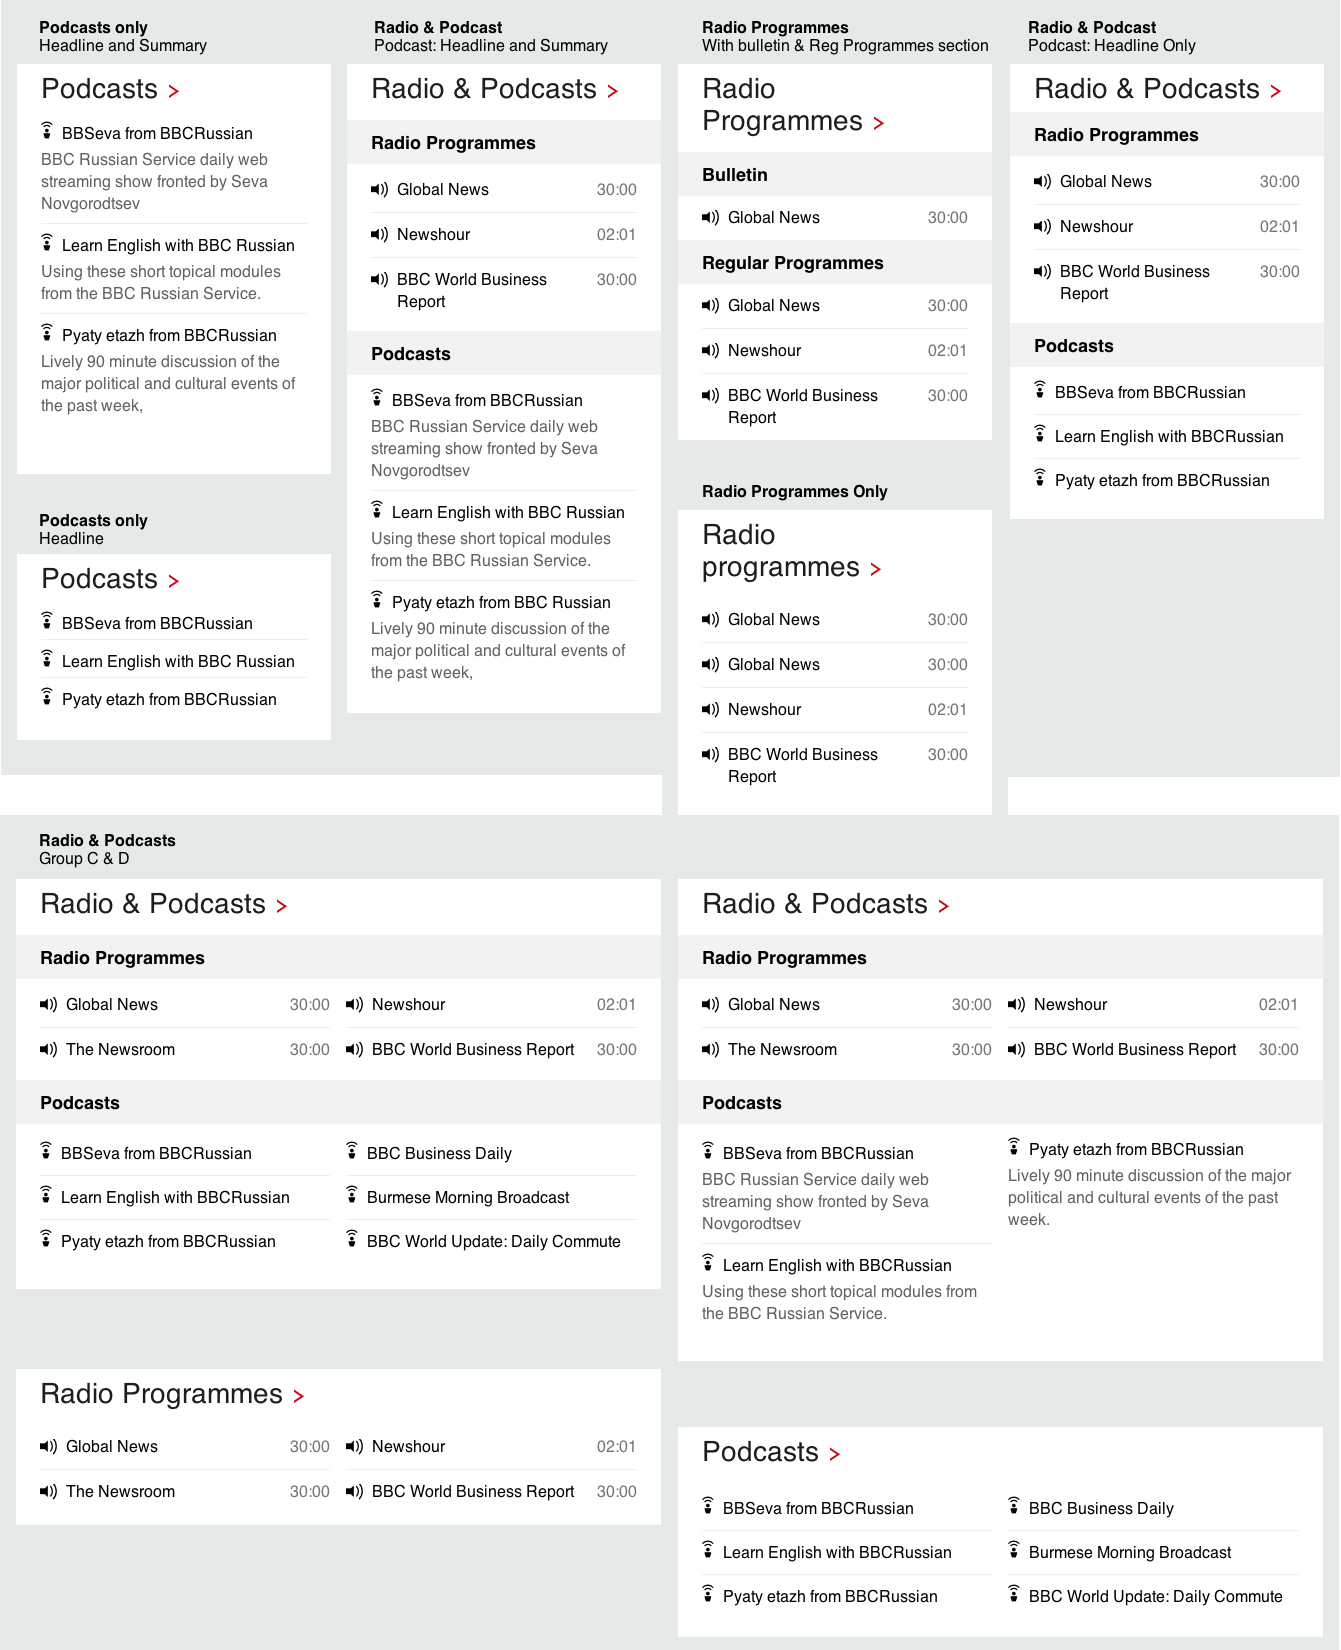 Podcasts only
Headline and Summary
Podcasts >
BBSeva from BBCRussian
BBC Russian Service daily web
streaming show fronted by Seva
Novgorodtsev
Learn English with BBC Russian
Using these short topical modules
from the BBC Russian Service.
Pyaty etazh from BBCRussian
Lively 90 minute discussion of the
major political and cultural events of
the past week,
Podcasts only
Headline
Podcasts >
BBSeva from BBCRussian
Learn English with BBC Russian
Pyaty etazh from BBCRussian
Radio & Podcast
Podcast: Headline and Summary
Radio & Podcasts >
Radio Programmes
Global News 30:00
Newshour 02:01
BBC World Business 30:00
Report
Podcasts
BBSeva from BBCRussian
BBC Russian Service daily web
streaming show fronted by Seva
Novgorodtsev
Learn English with BBC Russian
Using these short topical modules
from the BBC Russian Service.
Pyaty etazh from BBC Russian
Lively 90 minute discussion of the
major political and cultural events of
the past week,
Radio Programmes
With bulletin & Reg Programmes section
Radio
Programmes >
Bulletin
Global News 30:00
Regular Programmes
Global News 30:00
Newshour 02:01
BBC World Business 30:00
Report
Radio Programmes Only
Radio
programmes >
Global News 30:00
Global News 30:00
Newshour 02:01
BBC World Business 30:00
Report
Radio & Podcast
Podcast: Headline Only
Radio & Podcasts >
Radio Programmes
Global News 30:00
Newshour 02:01
BBC World Business 30:00
Report
Podcasts
BBSeva from BBCRussian
Learn English with BBCRussian
Pyaty etazh from BBCRussian
Radio & Podcasts
Group C & D
Radio & Podcasts >
Radio Programmes
Global News 30:00 Newshour 02:01
The Newsroom 30:00 BBC World Business Report 30:00
Podcasts
BBSeva from BBCRussian BBC Business Daily
Learn English with BBCRussian Burmese Morning Broadcast
Pyaty etazh from BBCRussian BBC World Update: Daily Commute
Radio Programmes >
Global News 30:00 Newshour 02:01
The Newsroom 30:00 BBC World Business Report 30:00
Radio & Podcasts >
Radio Programmes
Global News 30:00 Newshour 02:01
The Newsroom 30:00 BBC World Business Report 30:00
Podcasts
BBSeva from BBCRussian
BBC Russian Service daily web
streaming show fronted by Seva
Novgorodtsev
Learn English with BBCRussian
Using these short topical modules from
the BBC Russian Service.
Pyaty etazh from BBCRussian
Lively 90 minute discussion of the major
political and cultural events of the past
week.
Podcasts >
BBSeva from BBCRussian BBC Business Daily
Learn English with BBCRussian Burmese Morning Broadcast
Pyaty etazh from BBCRussian BBC World Update: Daily Commute